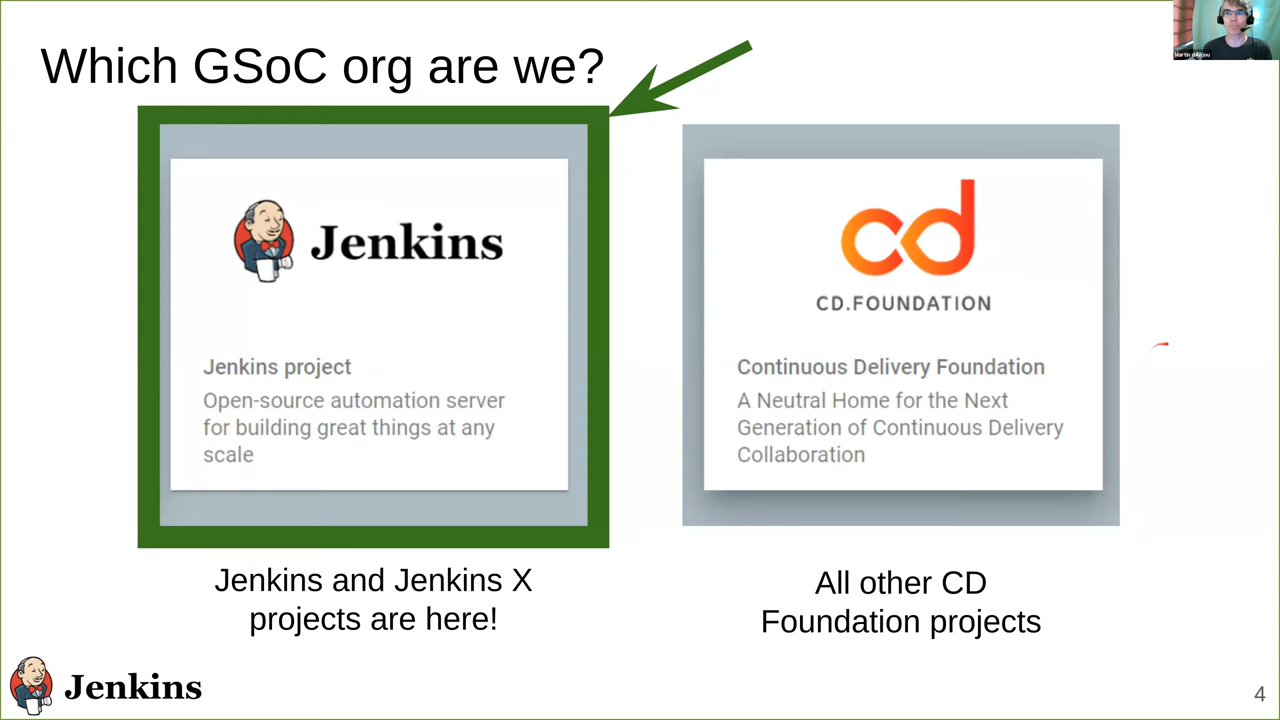 Which GSoC org are we?
Martin d'Anjou
Jenkins
Jenkins project
Open-source automation server
for building great things at any
scale
Jenkins and Jenkins X
projects are here!
CD.FOUNDATION
Continuous Delivery Foundation
A Neutral Home for the Next
Generation of Continuous Delivery
Collaboration
All other CD
Foundation projects
Jenkins
4